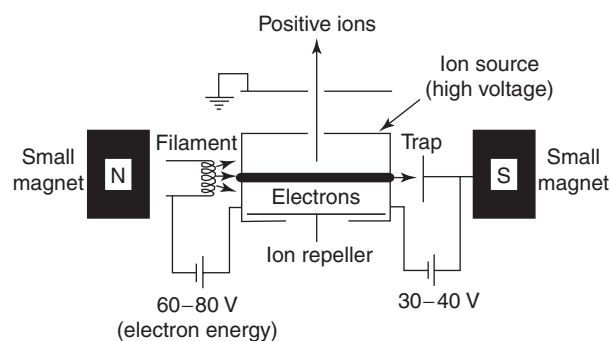 Positive ions
Ion source
(high voltage)
Filament
Trap
Small
magnet
N
S
Small
magnet
Electrons
Ion repeller
60–80 V
(electron energy)
30–40 V